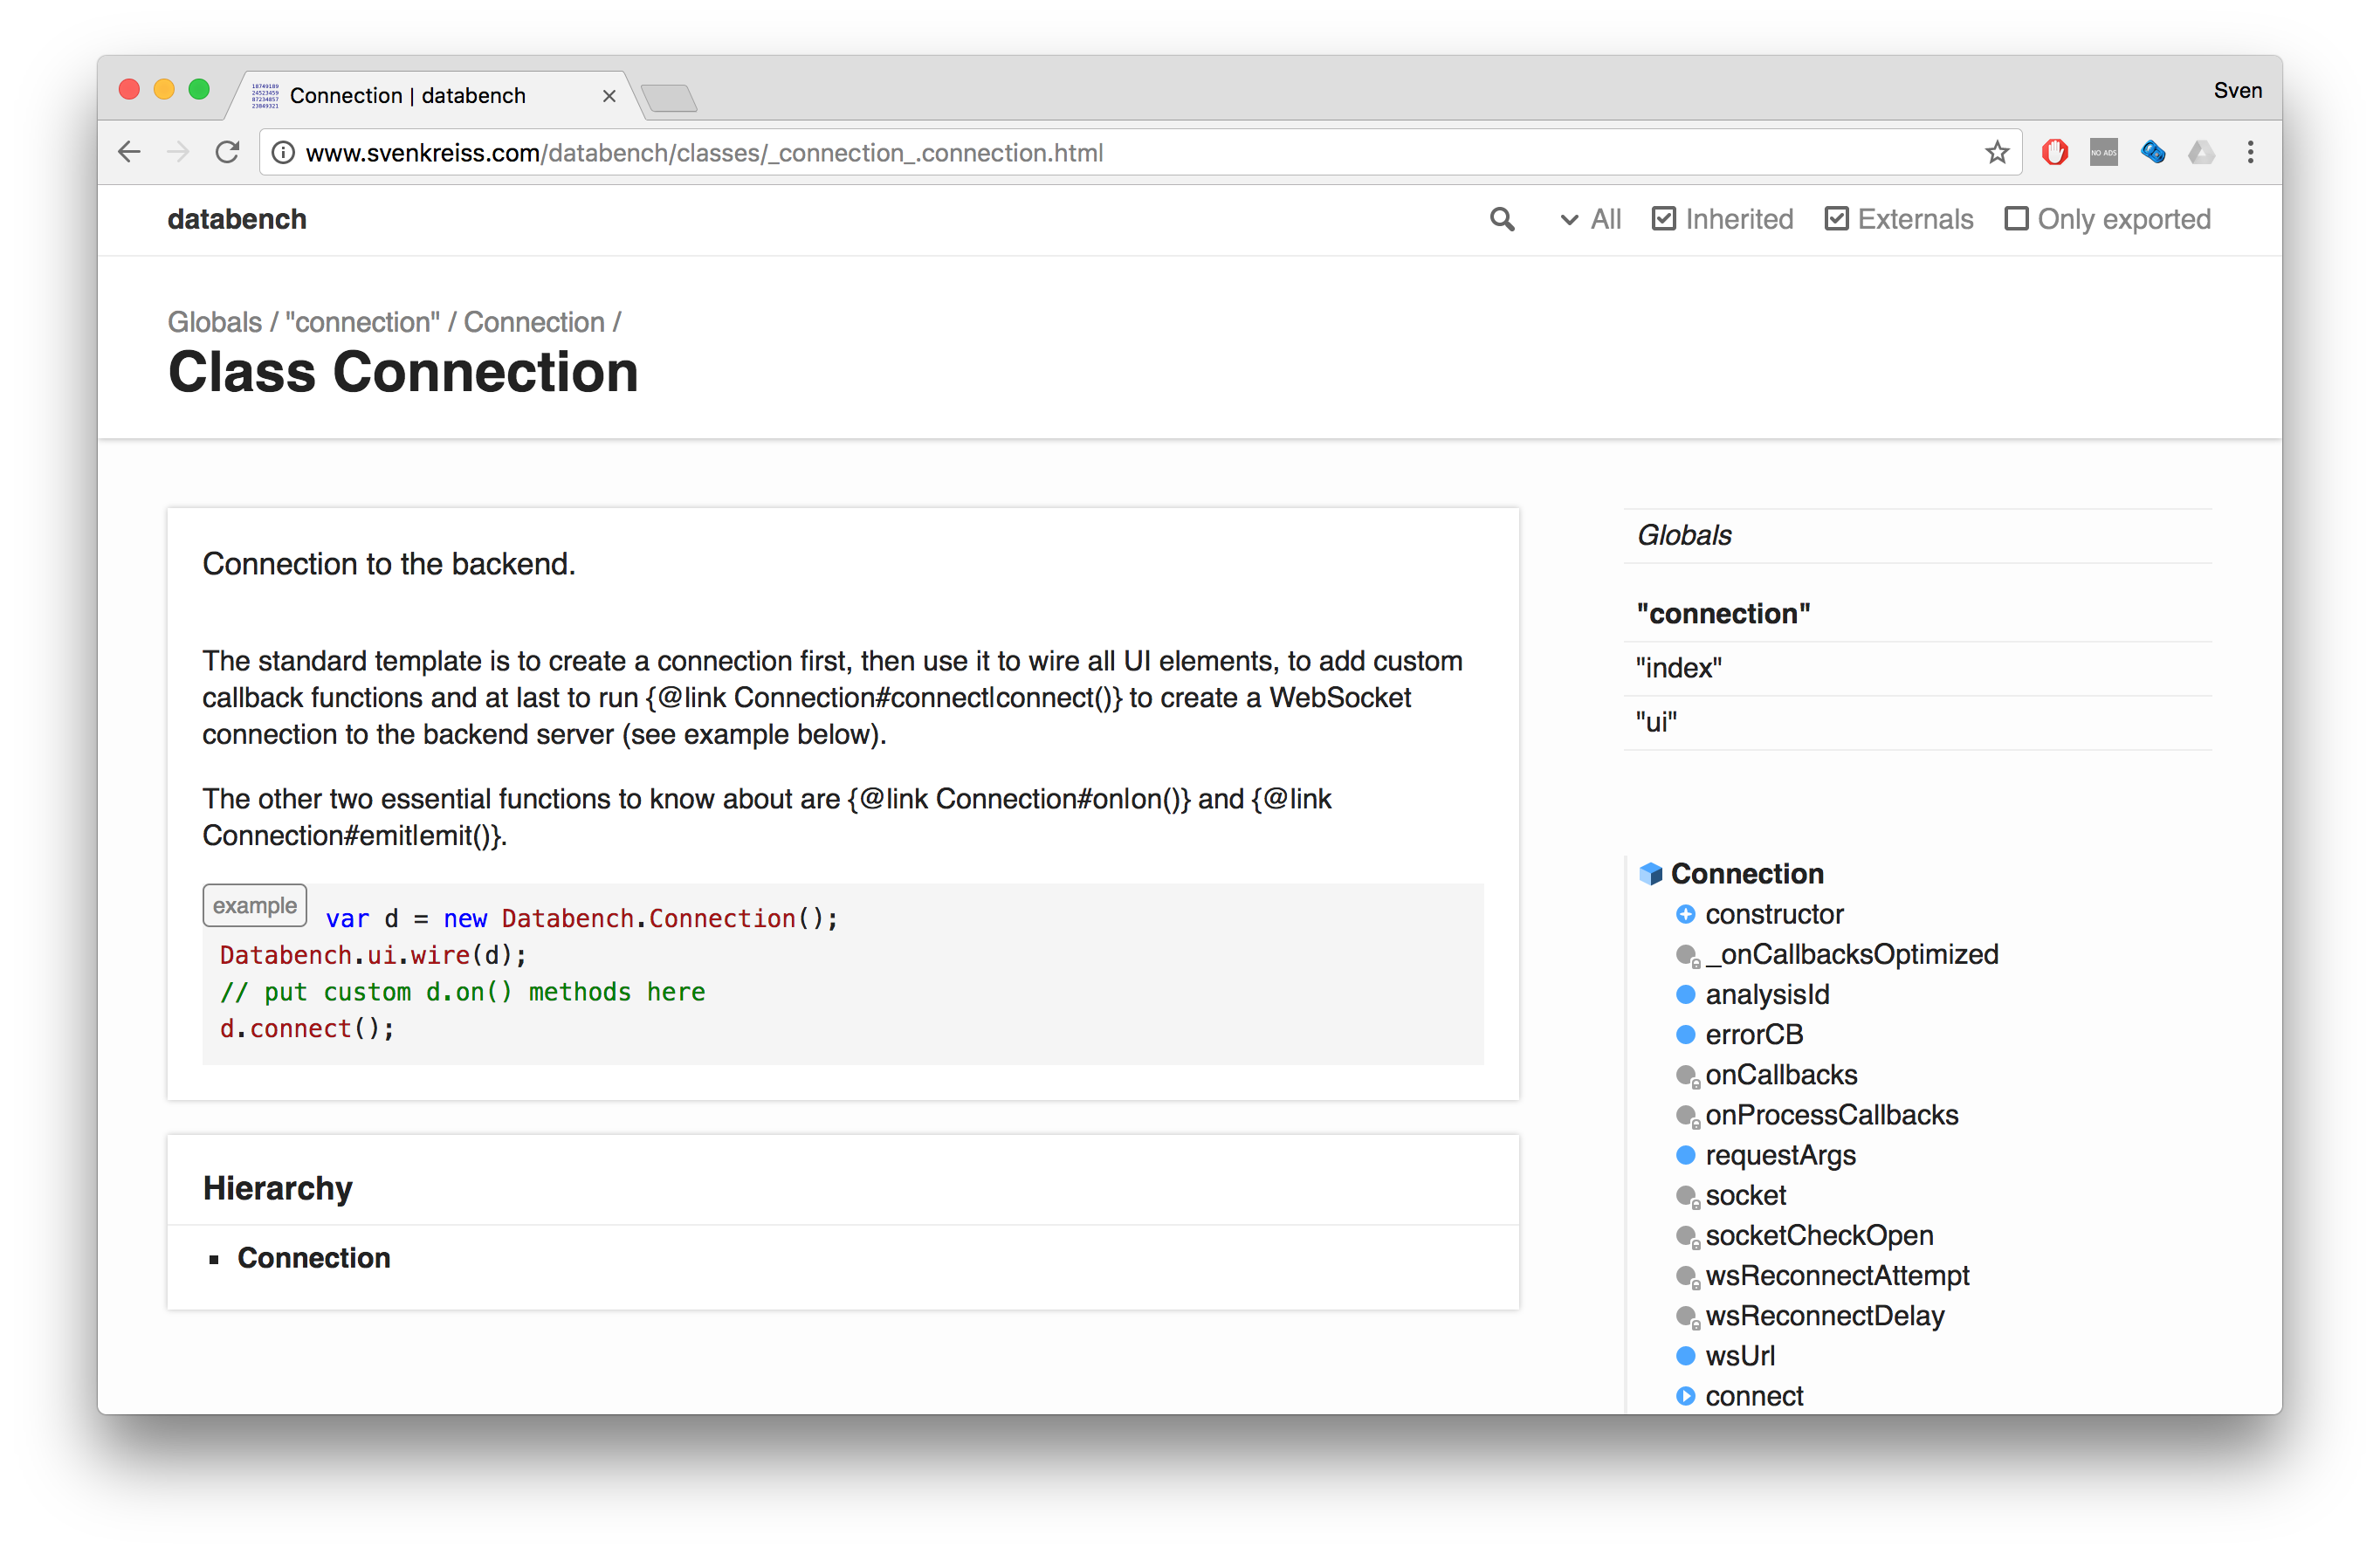 Connection | databench
Sven
www.svenkreiss.com/databench/classes/_connection_.connection.html
NO ADS
databench
All Inherited Externals Only exported
Globals / "connection" / Connection /
Class Connection
Connection to the backend.
The standard template is to create a connection first, then use it to wire all UI elements, to add custom
callback functions and at last to run {@link Connection#connect|connect()} to create a WebSocket
connection to the backend server (see example below).
The other two essential functions to know about are {@link Connection#on|on()} and {@link
Connection#emit|emit()}.
example var d = new Databench.Connection();
Databench.ui.wire(d);
// put custom d.on() methods here
d.connect();
Hierarchy
Connection
Globals
"connection"
"index"
"ui"
Connection
constructor
_onCallbacksOptimized
analysisId
errorCB
onCallbacks
onProcessCallbacks
requestArgs
socket
socketCheckOpen
wsReconnectAttempt
wsReconnectDelay
wsUrl
connect